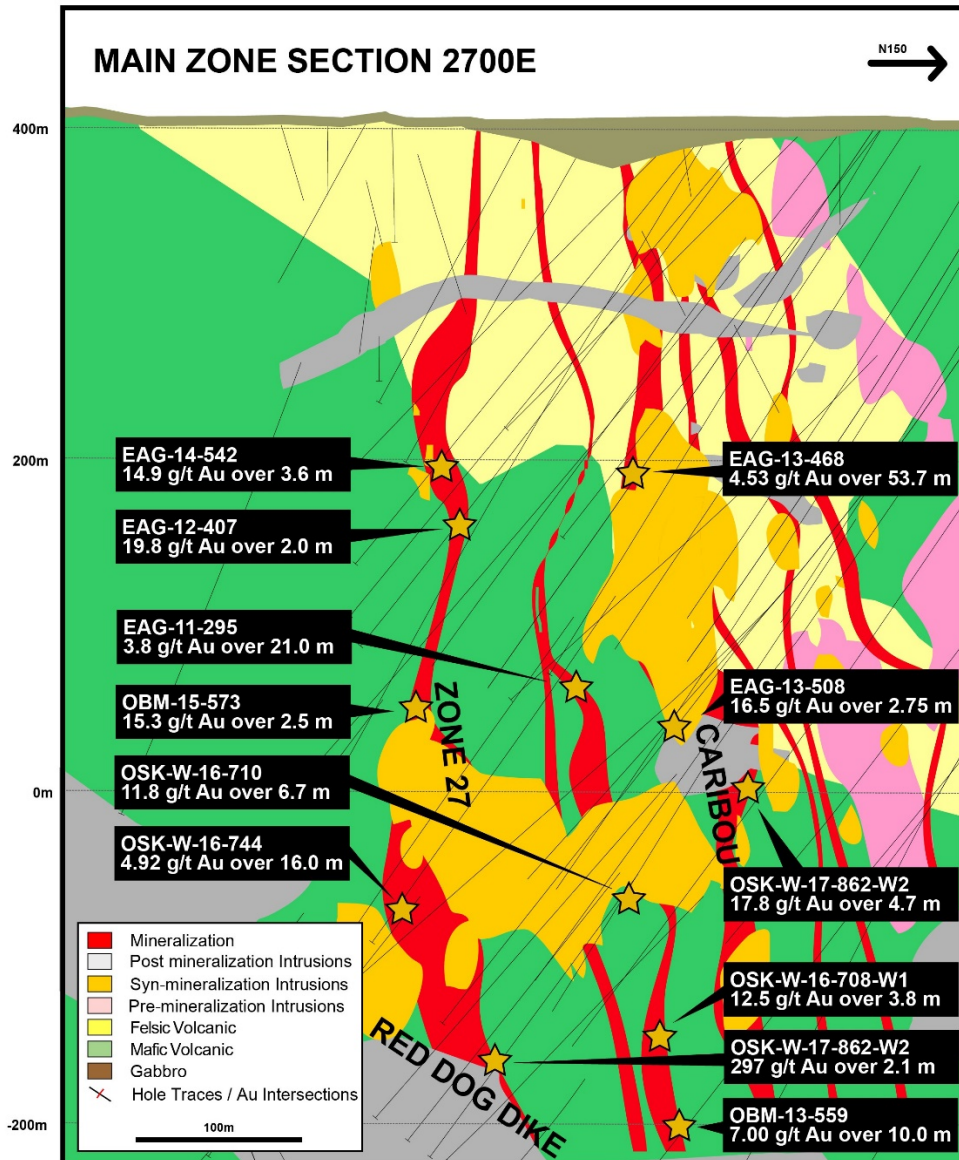 MAIN ZONE SECTION 2700E
N150
400m
200m
0m
-200m
EAG-14-542
14.9 g/t Au over 3.6 m
EAG-12-407
19.8 g/t Au over 2.0 m
EAG-11-295
3.8 g/t Au over 21.0 m
OBM-15-573
15.3 g/t Au over 2.5 m
OSK-W-16-710
11.8 g/t Au over 6.7 m
OSK-W-16-744
4.92 g/t Au over 16.0 m
EAG-13-468
4.53 g/t Au over 53.7 m
EAG-13-508
16.5 g/t Au over 2.75 m
OSK-W-17-862-W2
17.8 g/t Au over 4.7 m
OSK-W-16-708-W1
12.5 g/t Au over 3.8 m
OSK-W-17-862-W2
297 g/t Au over 2.1 m
OBM-13-559
7.00 g/t Au over 10.0 m
ZONE 27
CARIBOU
RED DOG DIKE
Mineralization
Post mineralization Intrusions
Syn-mineralization Intrusions
Pre-mineralization Intrusions
Felsic Volcanic
Mafic Volcanic
Gabbro
Hole Traces / Au Intersections
100m